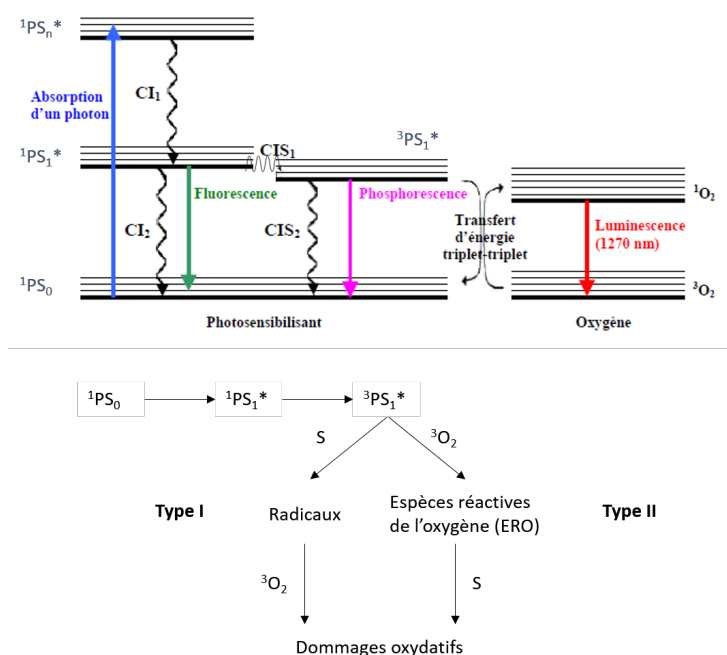 ¹PSₙ*
Absorption
d'un photon
CI₁
¹PS₁*
CIS₁
³PS₁*
Fluorescence
Phosphorescence
CI₂
CIS₂
Transfert
d'énergie
triplet-triplet
¹O₂
Luminescence
(1270 nm)
¹PS₀
³O₂
Photosensibilisant
Oxygène
¹PS₀
¹PS₁*
³PS₁*
S
³O₂
Type I
Radicaux
Espèces réactives
de l'oxygène (ERO)
Type II
³O₂
S
Dommages oxydatifs